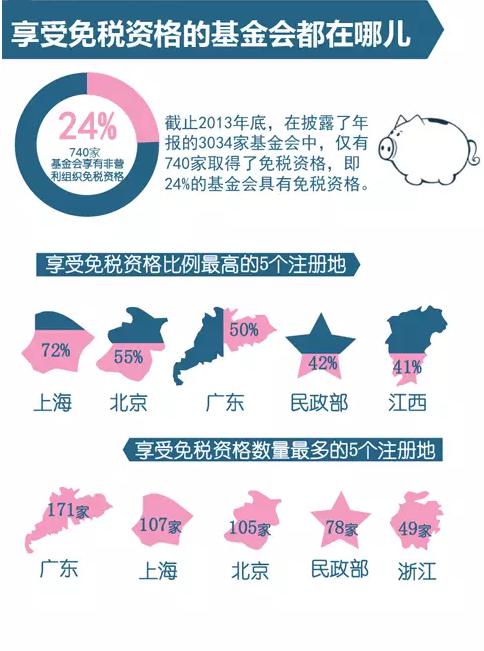 享受免税资格的基金会都在哪儿
24%
740家
基金会享有非营
利组织免税资格
截止2013年底，在披露了年
报的3034家基金会中，仅有
740家取得了免税资格，即
24%的基金会具有免税资格。
享受免税资格比例最高的5个注册地
72% 55% 50% 42% 41%
上海 北京 广东 民政部 江西
享受免税资格数量最多的5个注册地
171家 107家 105家 78家 49家
广东 上海 北京 民政部 浙江